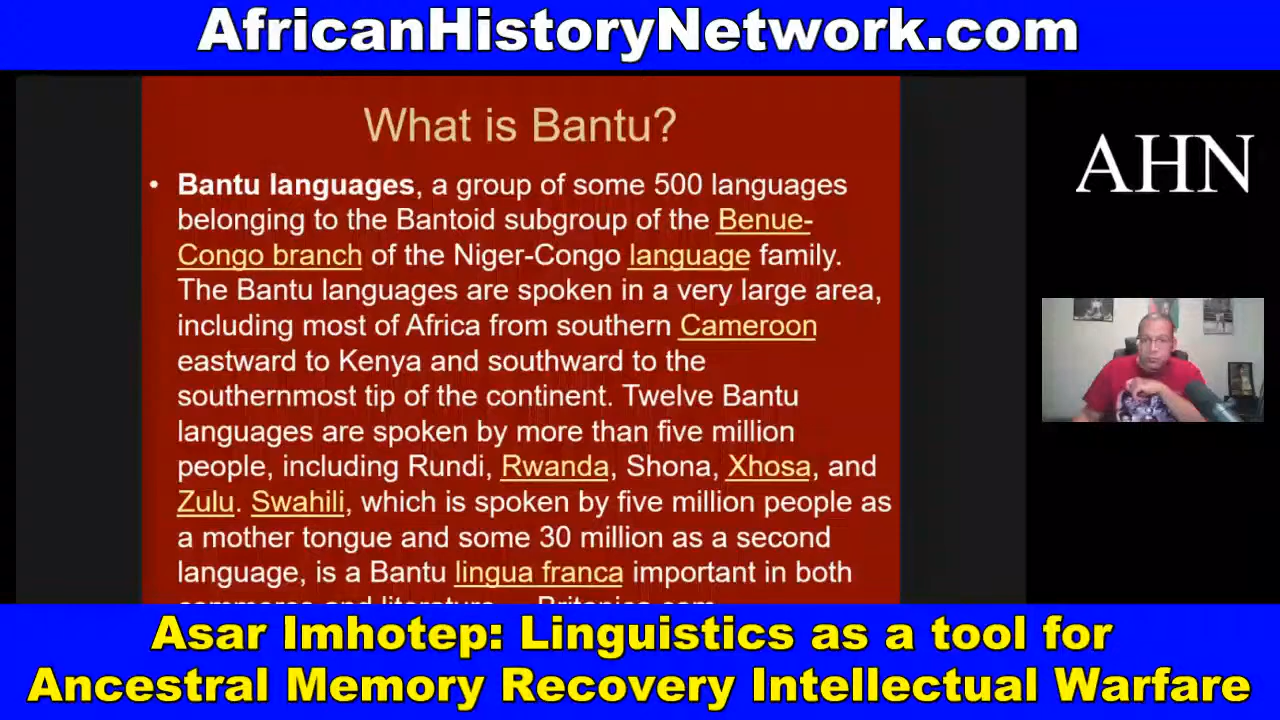 AfricanHistoryNetwork.com
What is Bantu?
• Bantu languages, a group of some 500 languages
belonging to the Bantoid subgroup of the Benue-
Congo branch of the Niger-Congo language family.
The Bantu languages are spoken in a very large area,
including most of Africa from southern Cameroon
eastward to Kenya and southward to the
southernmost tip of the continent. Twelve Bantu
languages are spoken by more than five million
people, including Rundi, Rwanda, Shona, Xhosa, and
Zulu. Swahili, which is spoken by five million people as
a mother tongue and some 30 million as a second
language, is a Bantu lingua franca important in both
commerce and literature.
AHN
Asar Imhotep: Linguistics as a tool for
Ancestral Memory Recovery Intellectual Warfare